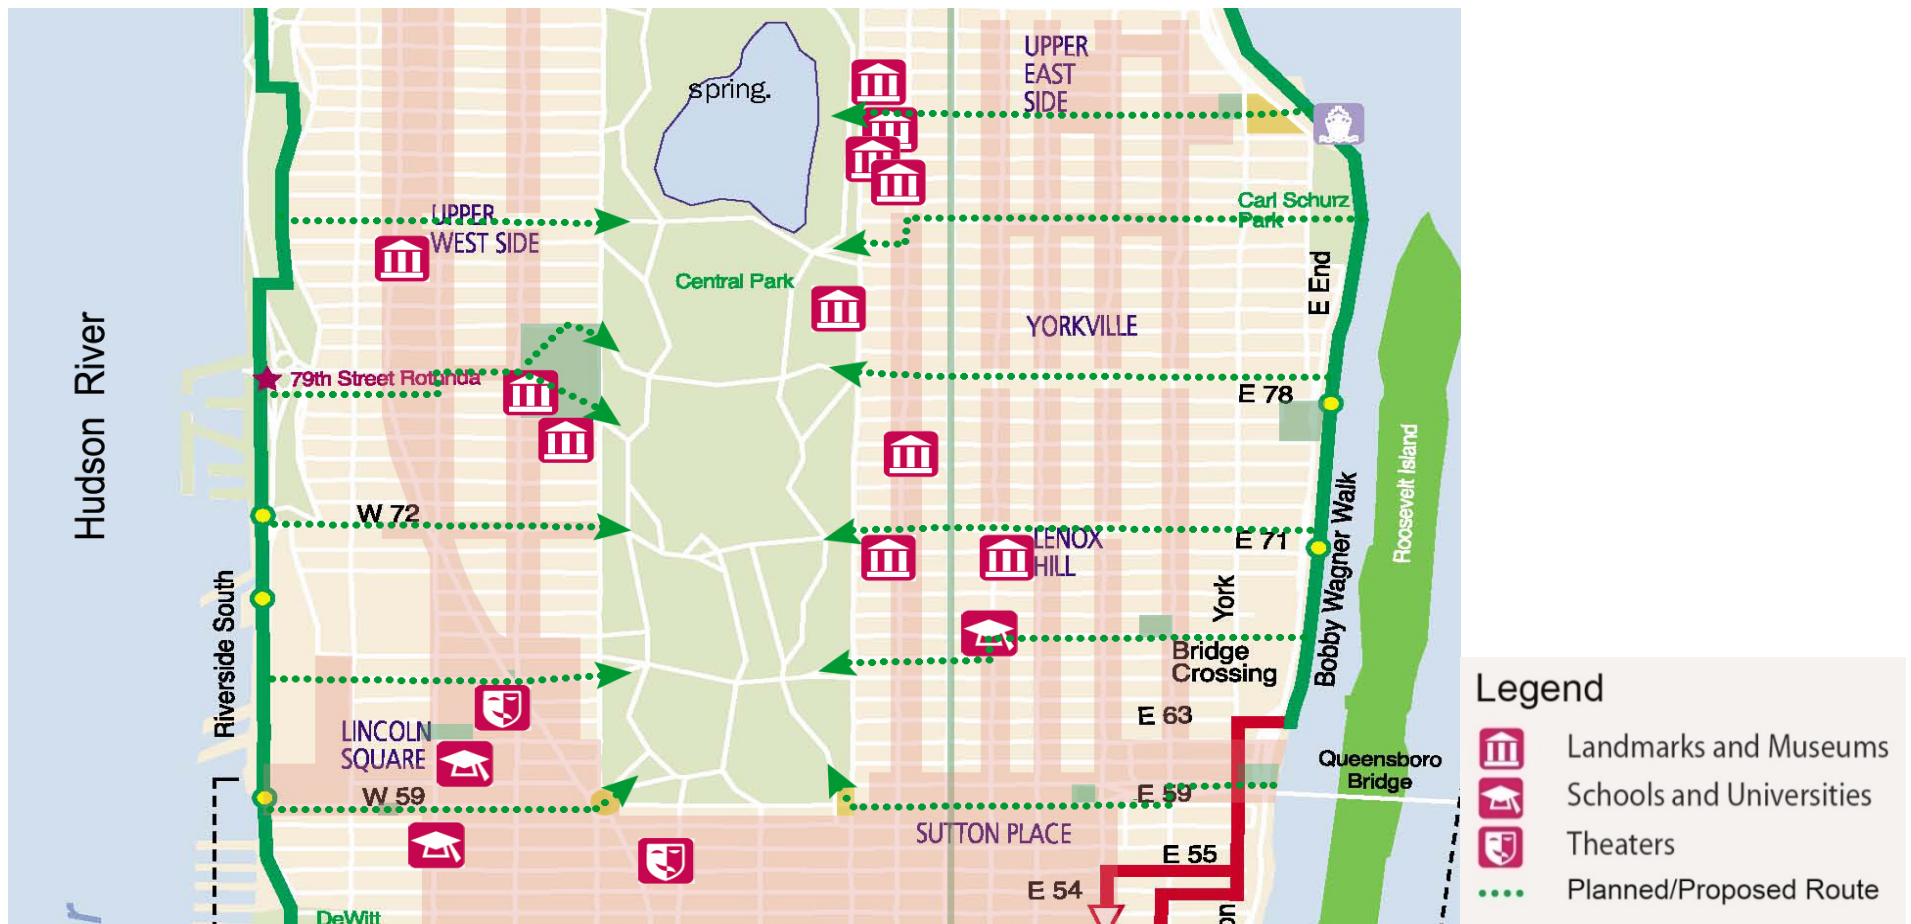 spring.
UPPER
EAST
SIDE
Carl Schurz
Park
UPPER
WEST SIDE
Central Park
E End
YORKVILLE
Hudson River
79th Street Rotunda
E 78
Roosevelt Island
W 72
LENOX
HILL
E 71
Bobby Wagner Walk
York
Riverside South
Bridge
Crossing
E 63
LINCOLN
SQUARE
Queensboro
Bridge
W 59
E 59
SUTTON PLACE
E 55
E 54
DeWitt
Legend
Landmarks and Museums
Schools and Universities
Theaters
Planned/Proposed Route